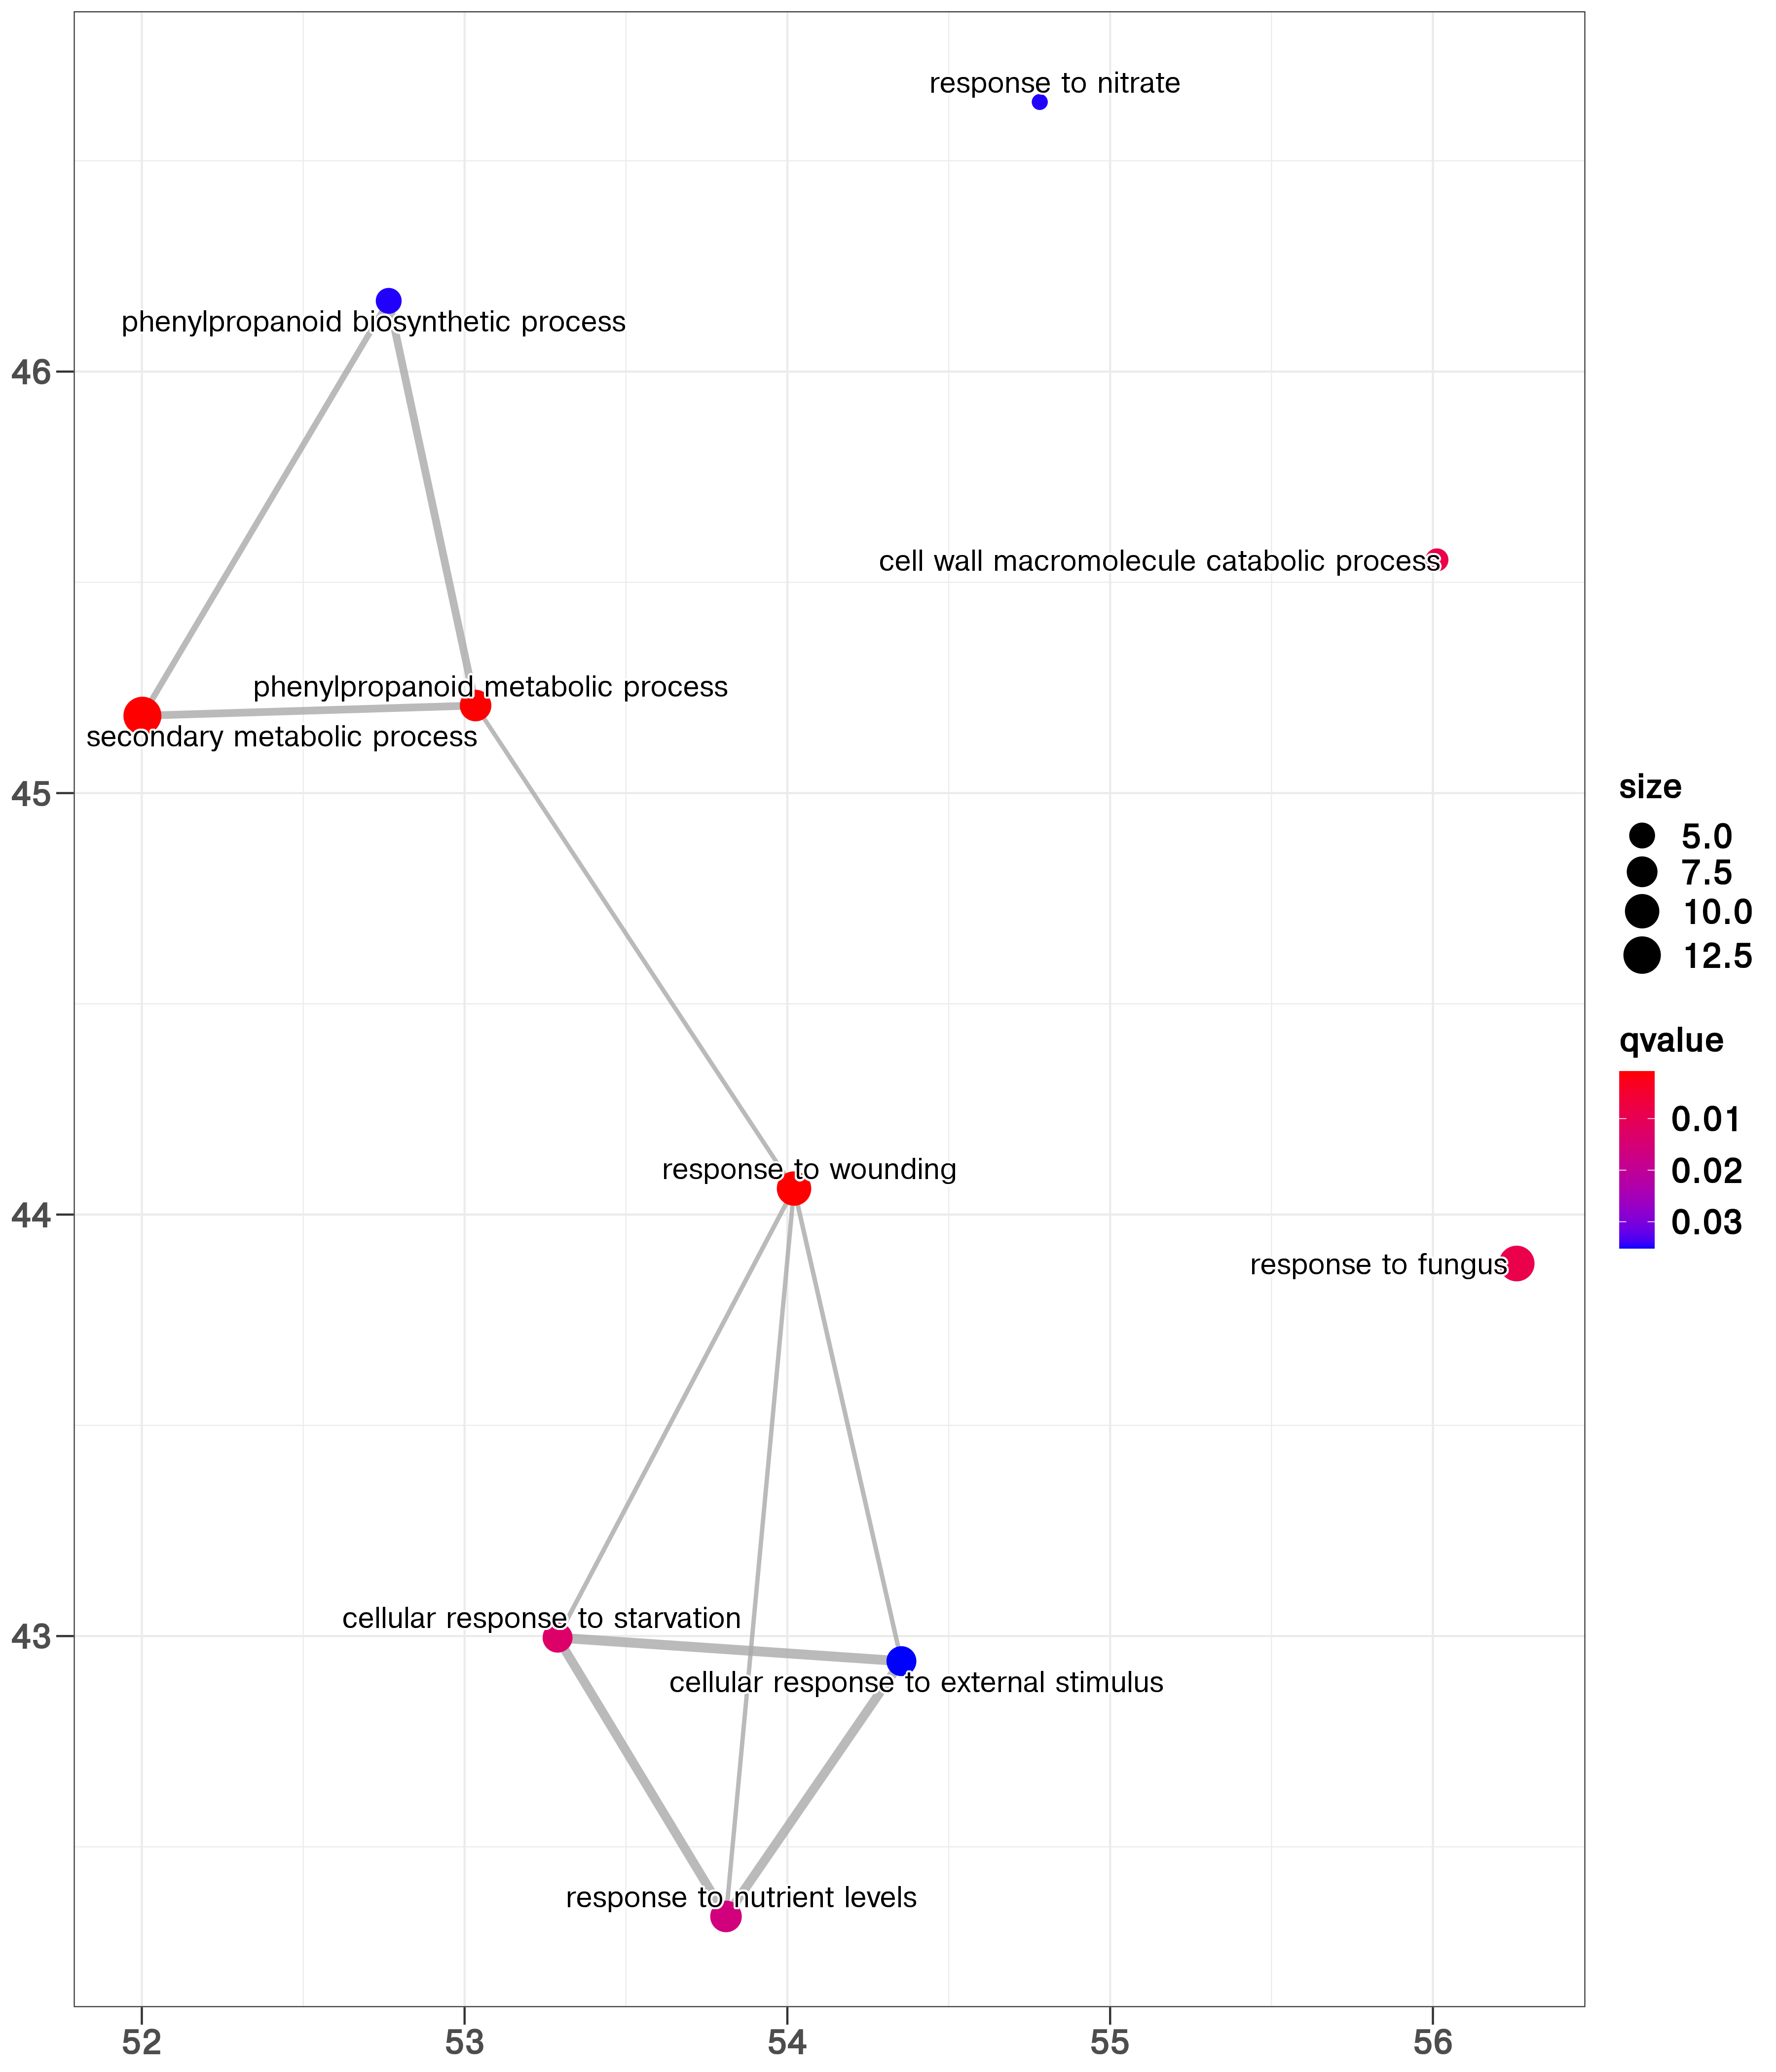 response to nitrate
phenylpropanoid biosynthetic process
46
cell wall macromolecule catabolic process
phenylpropanoid metabolic process
secondary metabolic process
45
response to wounding
44
response to fungus
cellular response to starvation
43
cellular response to external stimulus
response to nutrient levels
52 53 54 55 56
size
5.0
7.5
10.0
12.5
qvalue
0.01
0.02
0.03